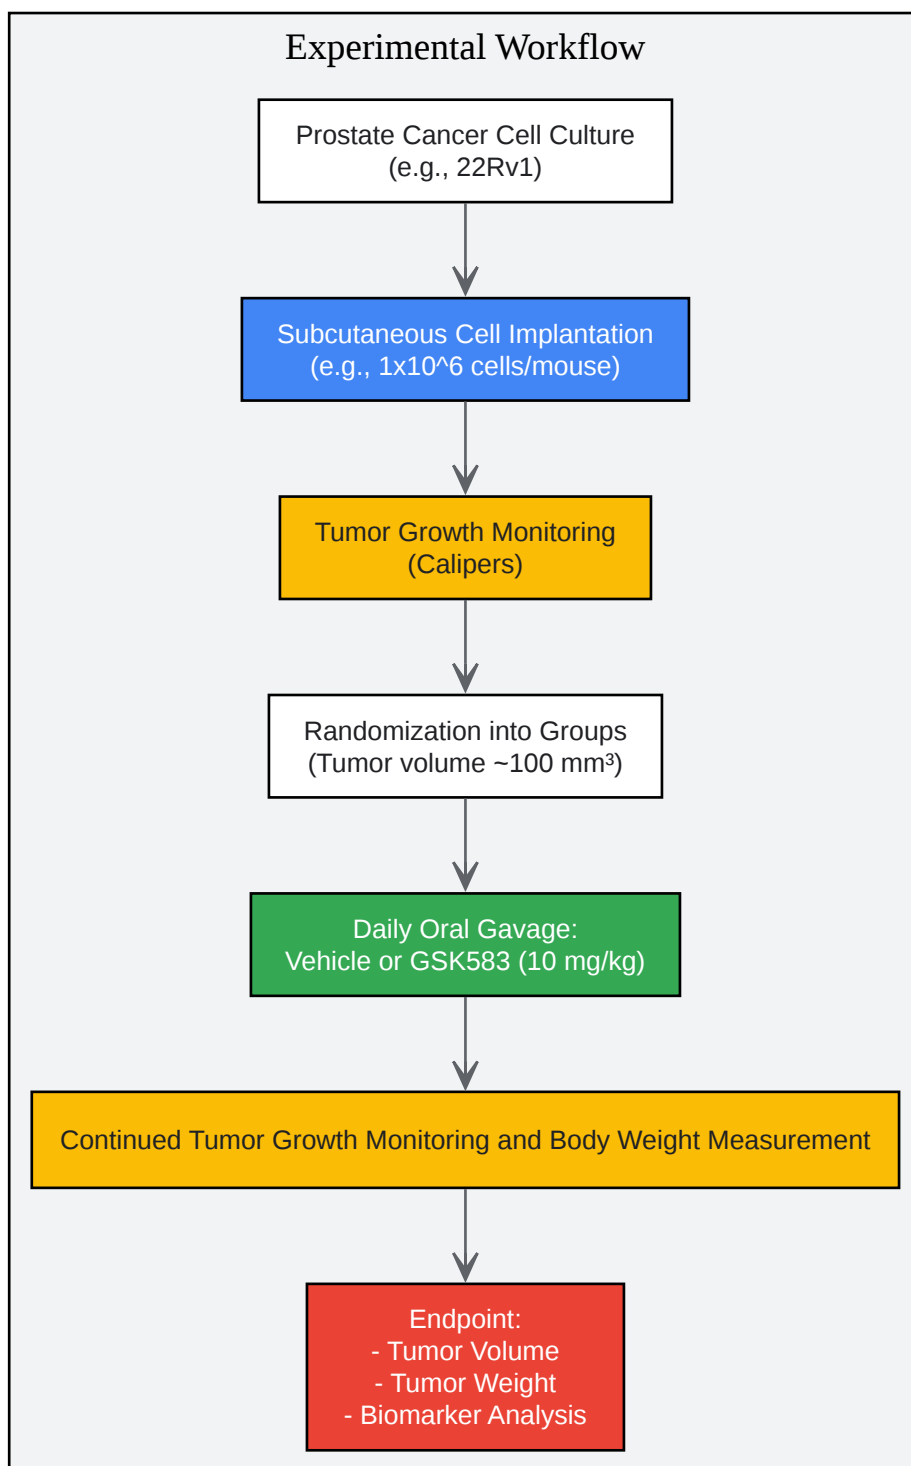 Experimental Workflow
Prostate Cancer Cell Culture
(e.g., 22Rv1)
Subcutaneous Cell Implantation
(e.g., 1x10^6 cells/mouse)
Tumor Growth Monitoring
(Calipers)
Randomization into Groups
(Tumor volume ~100 mm³)
Daily Oral Gavage:
Vehicle or GSK583 (10 mg/kg)
Continued Tumor Growth Monitoring and Body Weight Measurement
Endpoint:
- Tumor Volume
- Tumor Weight
- Biomarker Analysis